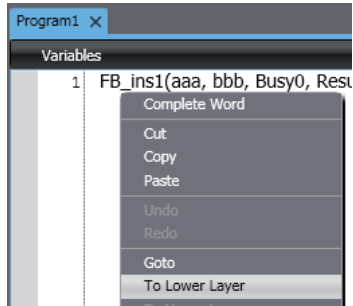 Program1 ×
Variables
1 FB_ins1(aaa, bbb, Busy0, Resu
Complete Word
Cut
Copy
Paste
Undo
Redo
Goto
To Lower Layer